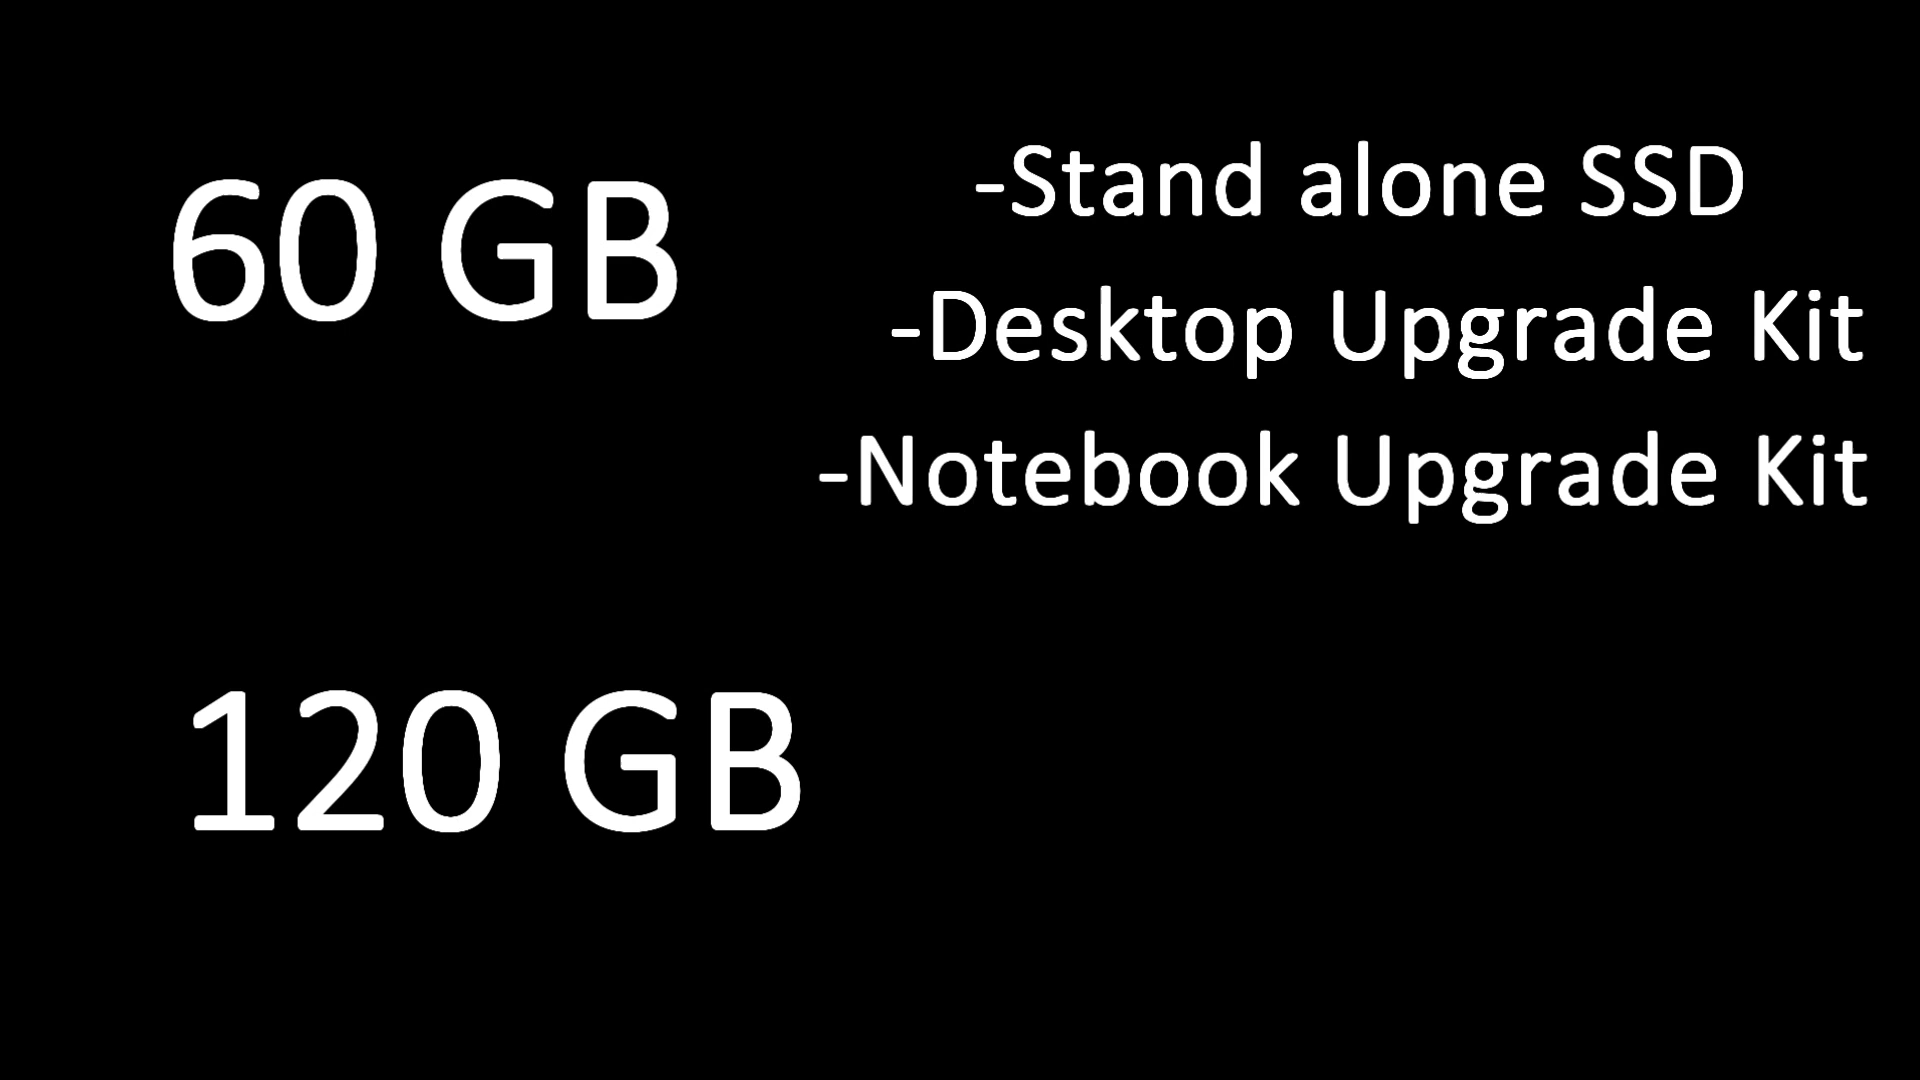 60 GB
-Stand alone SSD
-Desktop Upgrade Kit
-Notebook Upgrade Kit
120 GB